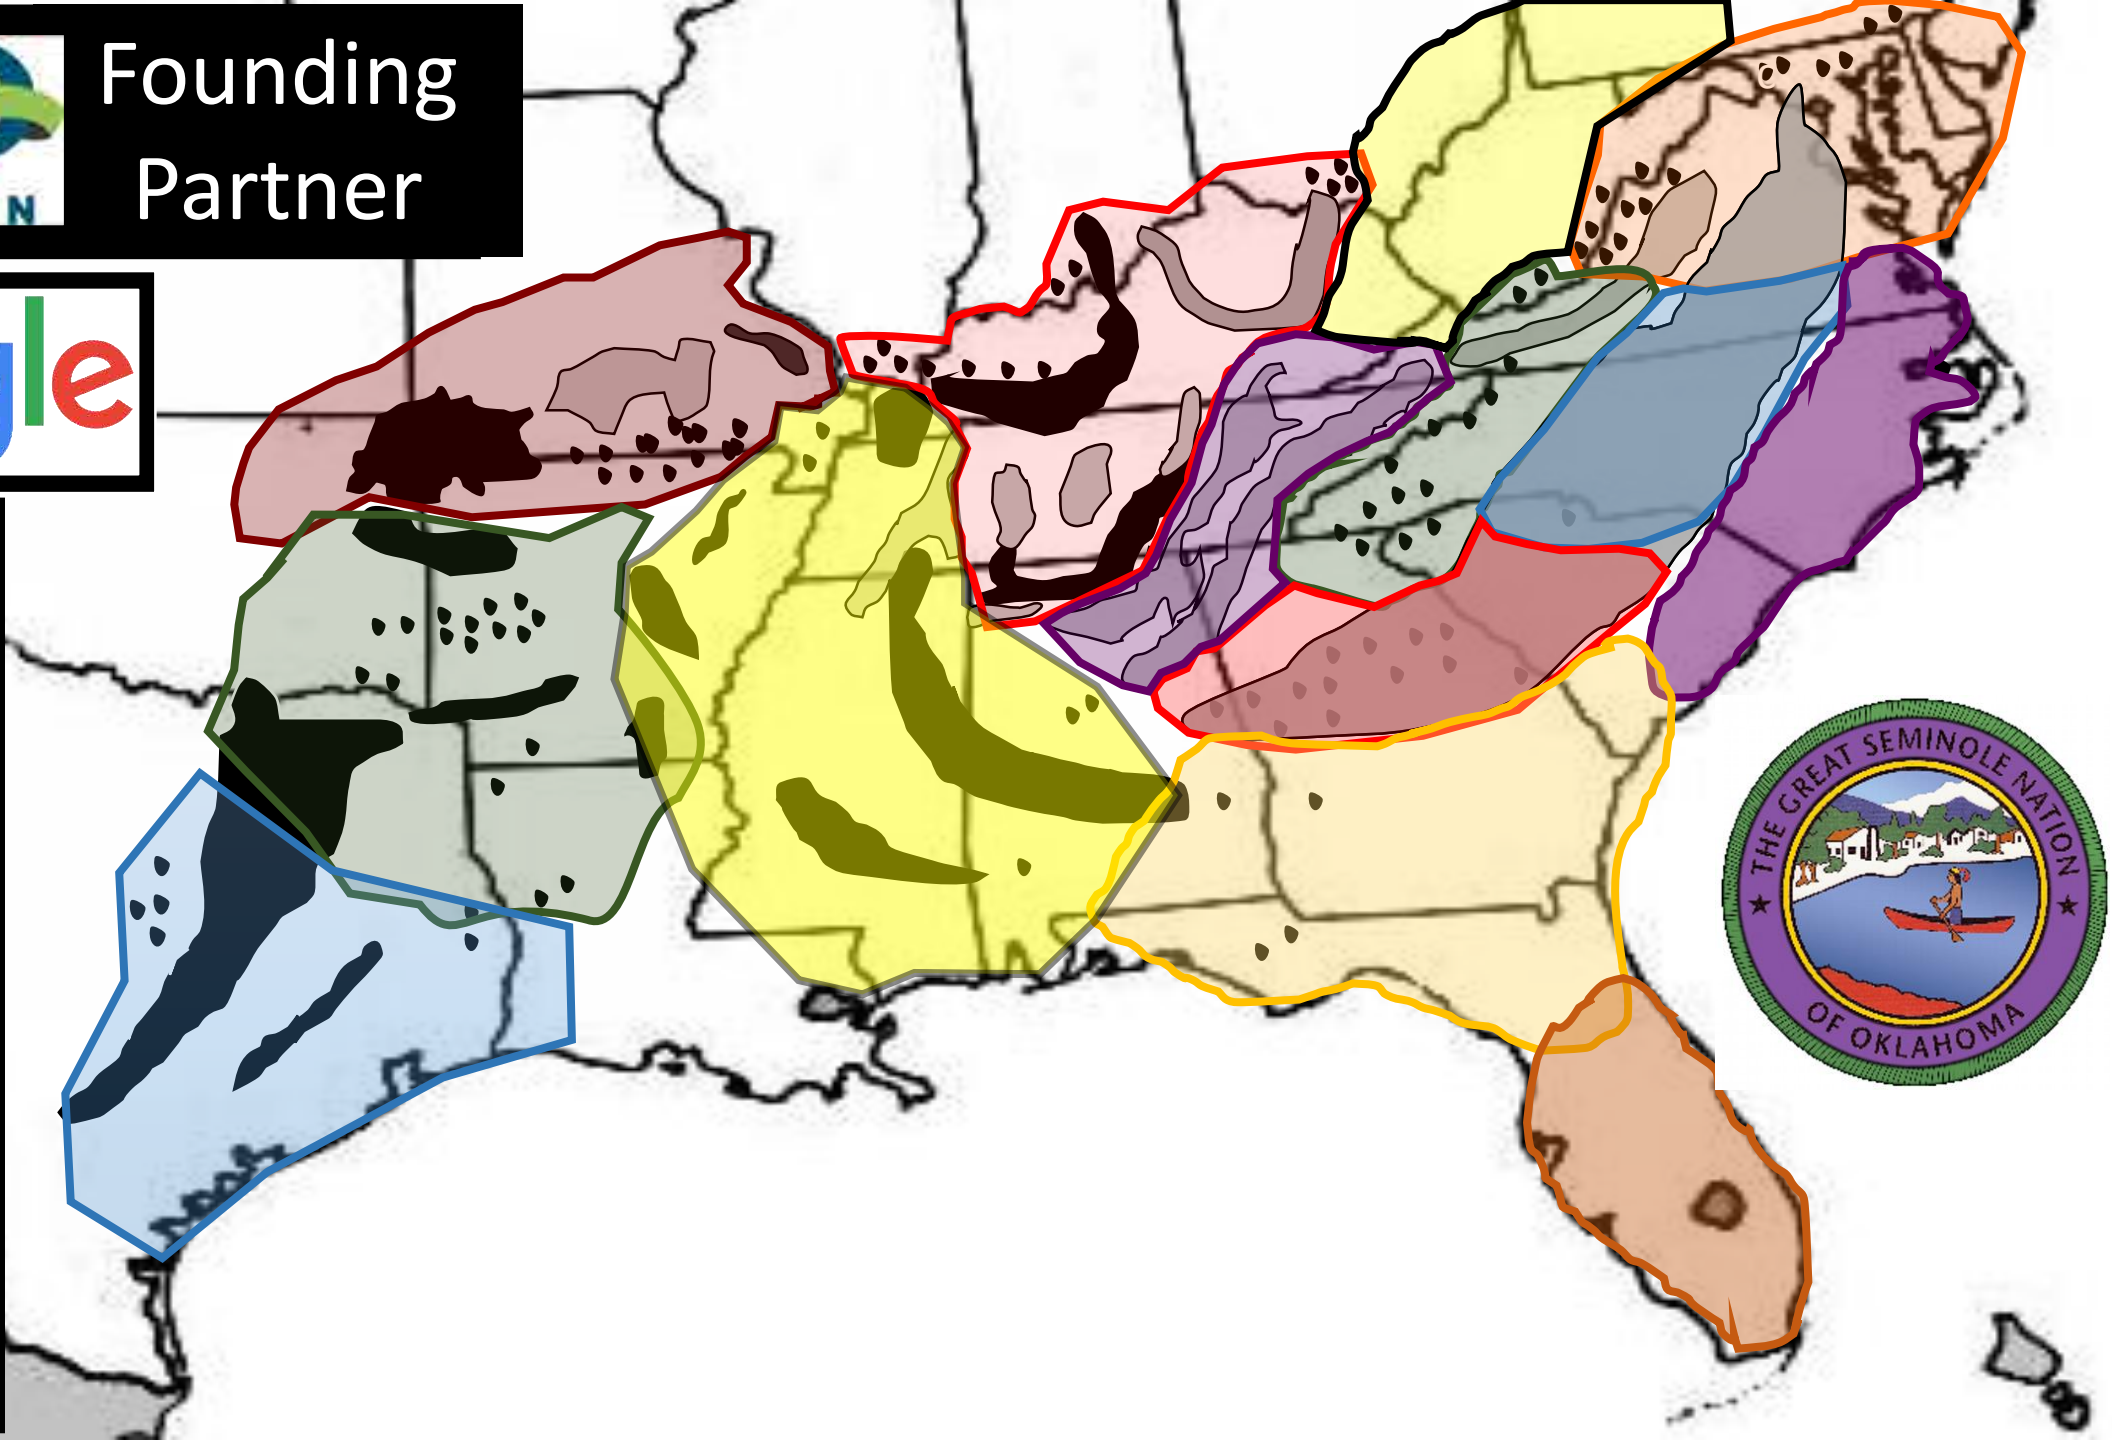 Founding
Partner
N
gle
THE GREAT SEMINOLE NATION
OF OKLAHOMA